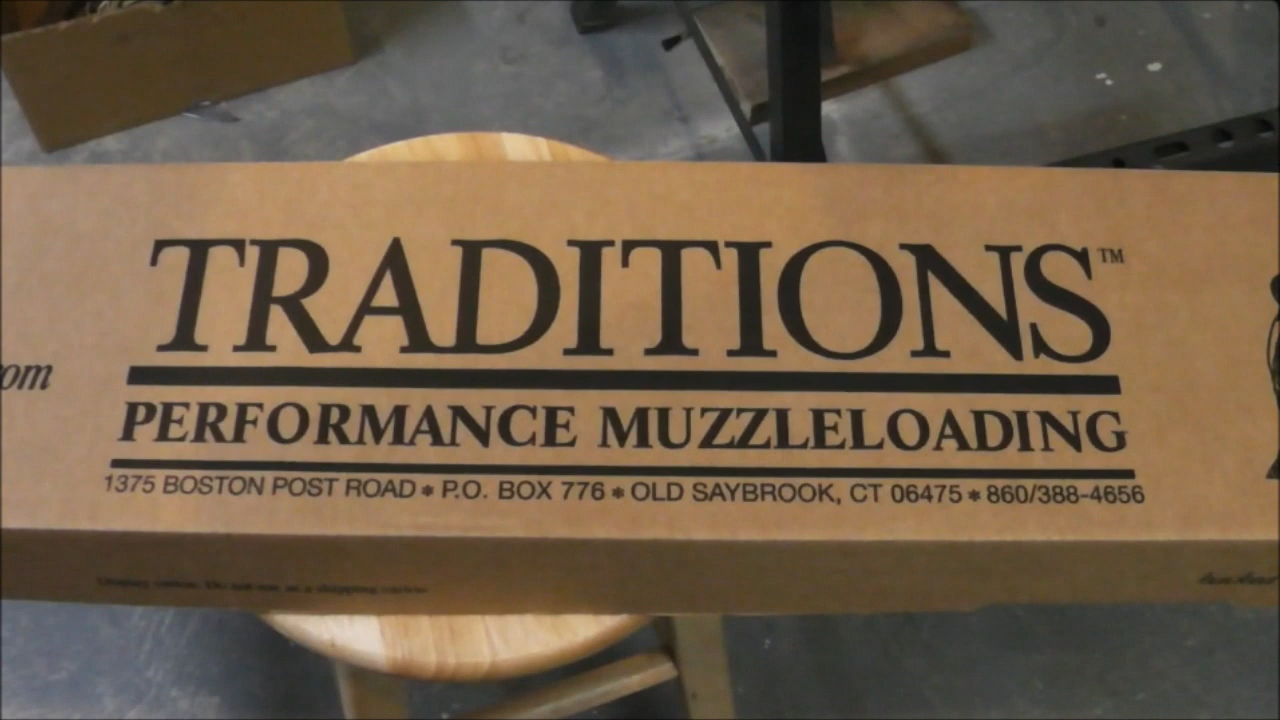 TRADITIONS™
om
PERFORMANCE MUZZLELOADING
1375 BOSTON POST ROAD * P.O. BOX 776 * OLD SAYBROOK, CT 06475 * 860/388-4656